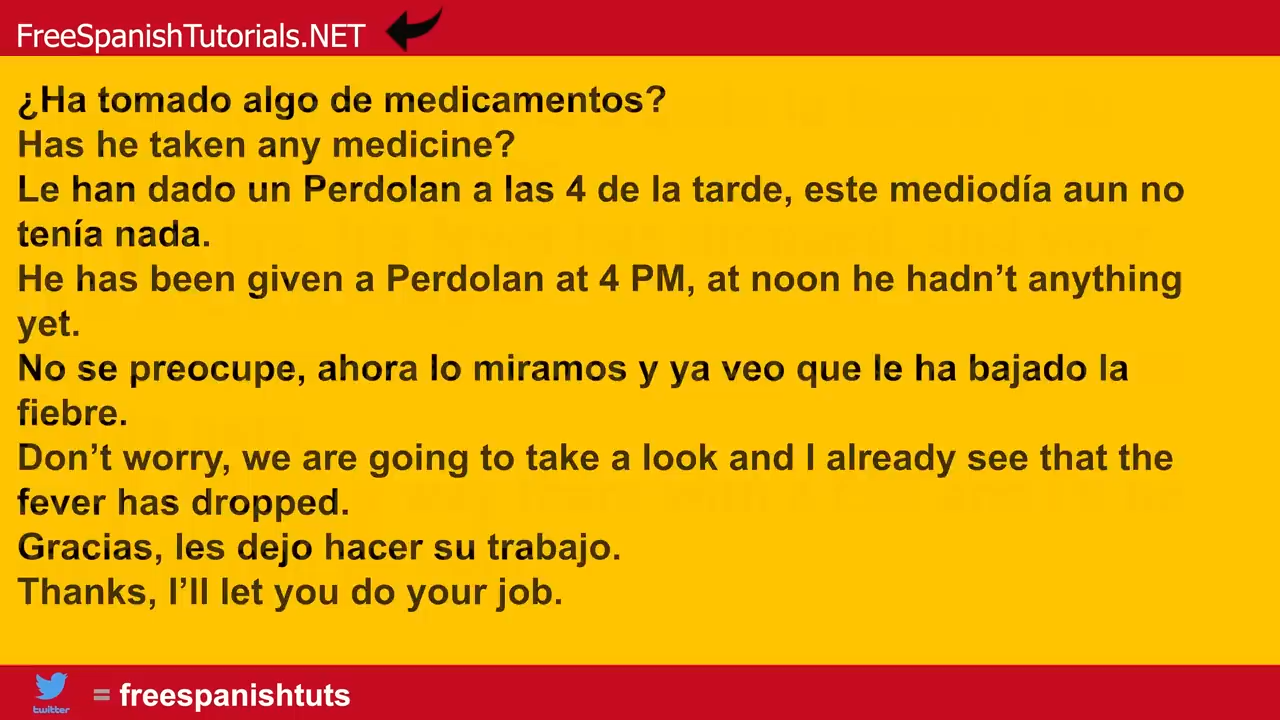 FreeSpanishTutorials.NET
¿Ha tomado algo de medicamentos?
Has he taken any medicine?
Le han dado un Perdolan a las 4 de la tarde, este mediodía aun no
tenía nada.
He has been given a Perdolan at 4 PM, at noon he hadn’t anything
yet.
No se preocupe, ahora lo miramos y ya veo que le ha bajado la
fiebre.
Don’t worry, we are going to take a look and I already see that the
fever has dropped.
Gracias, les dejo hacer su trabajo.
Thanks, I’ll let you do your job.
twitter = freespanishtuts